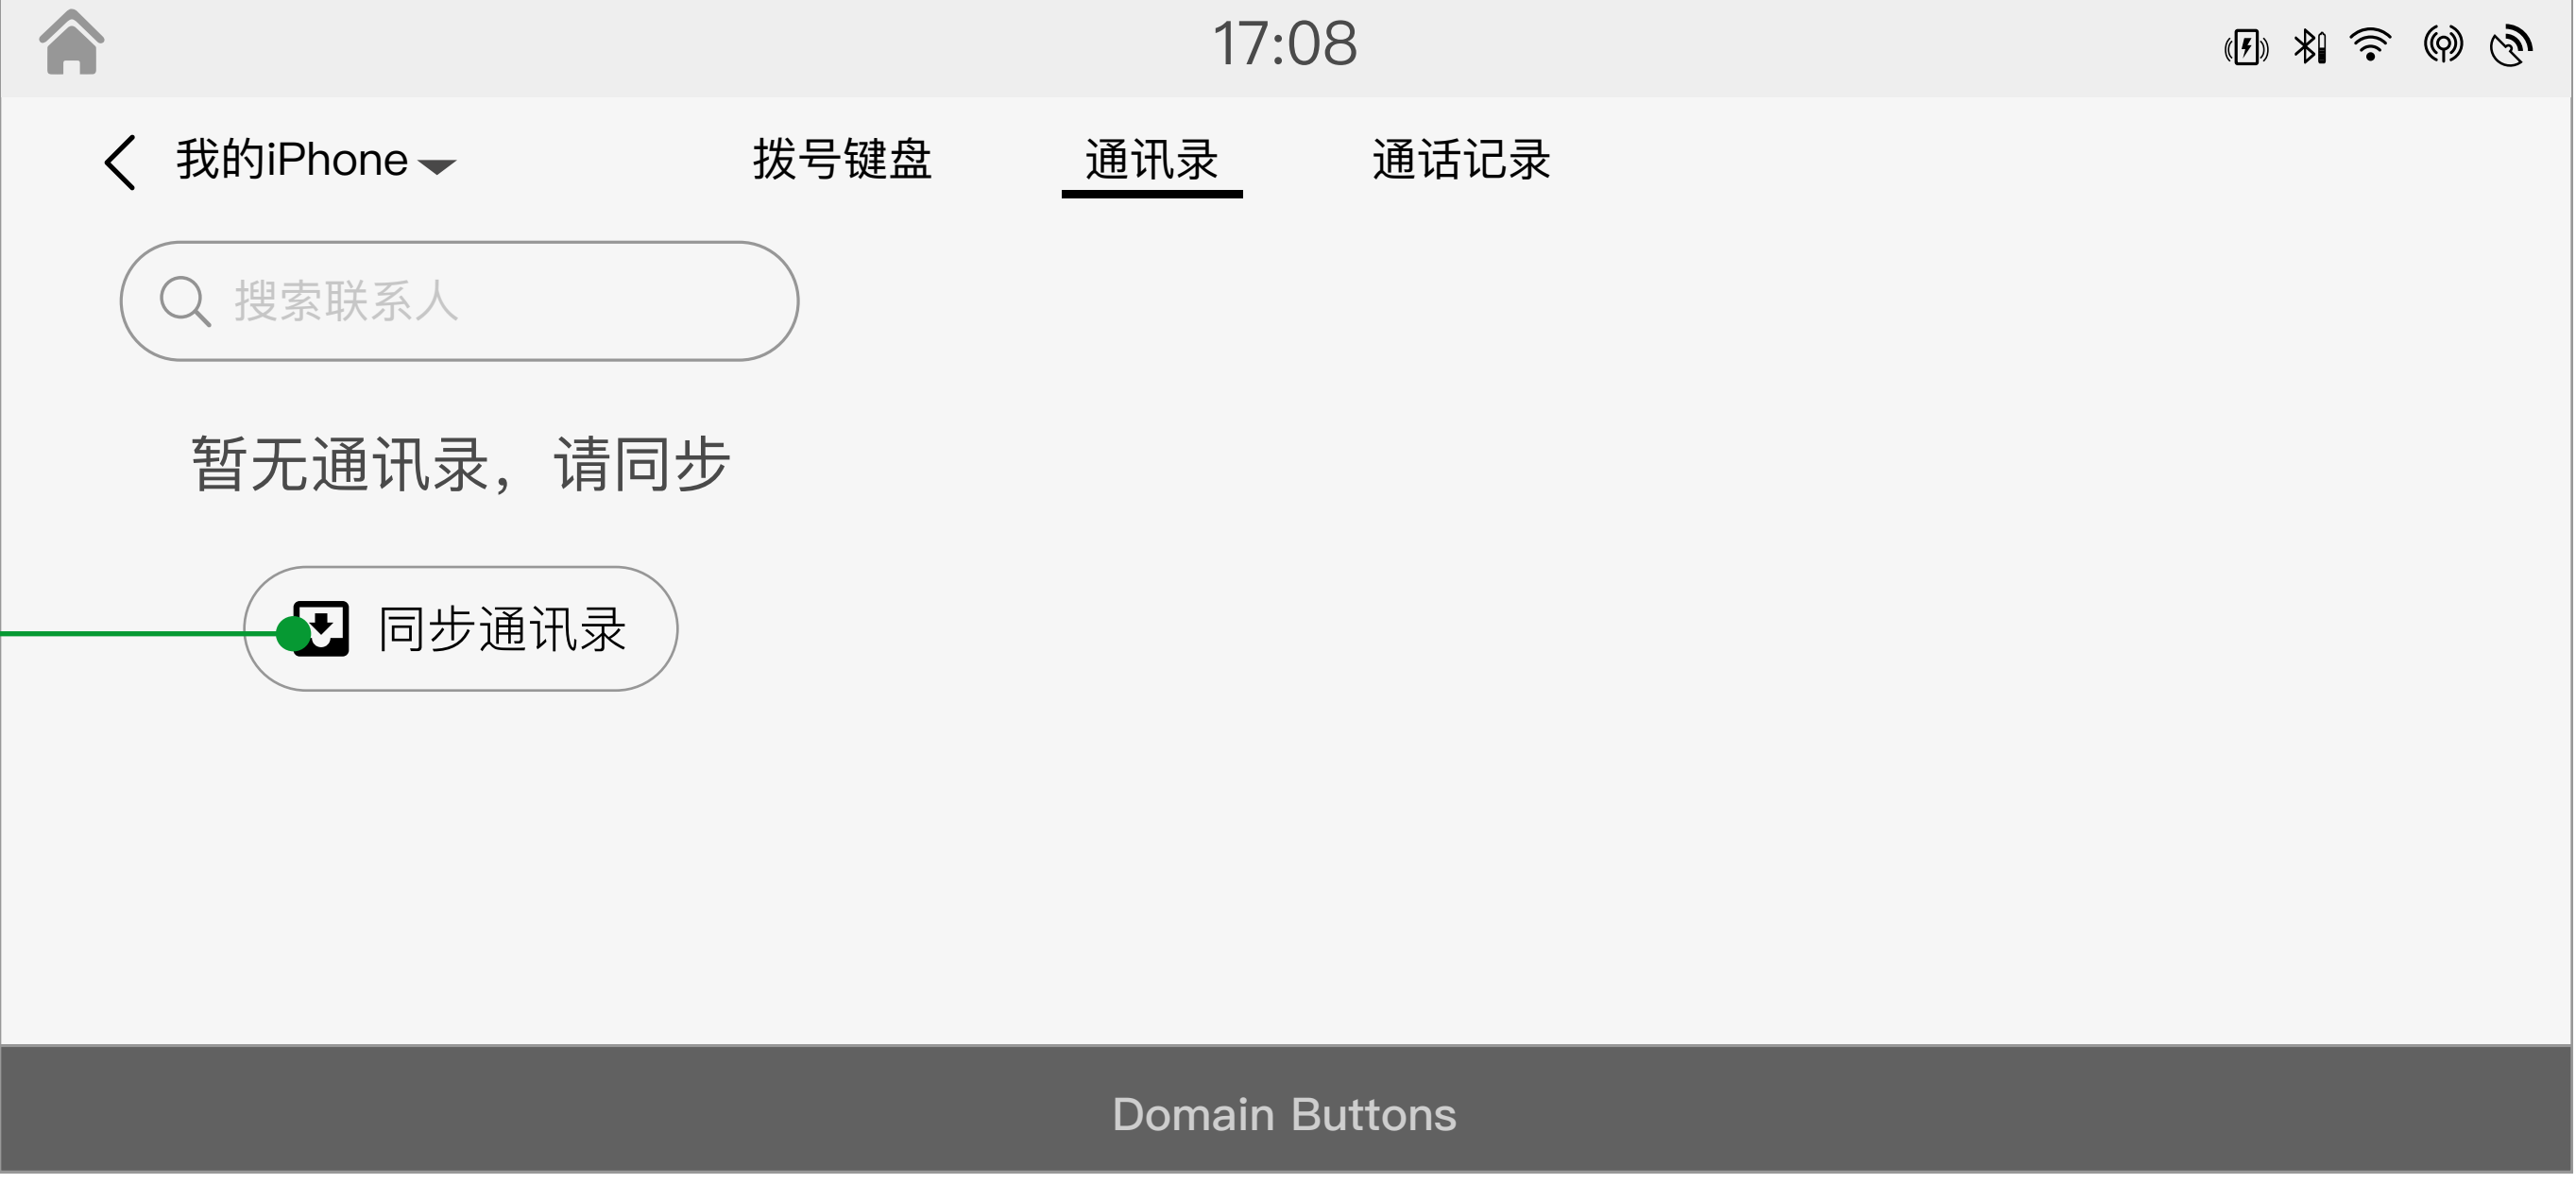 17:08
我的iPhone
拨号键盘
通讯录
通话记录
搜索联系人
暂无通讯录，请同步
同步通讯录
Domain Buttons